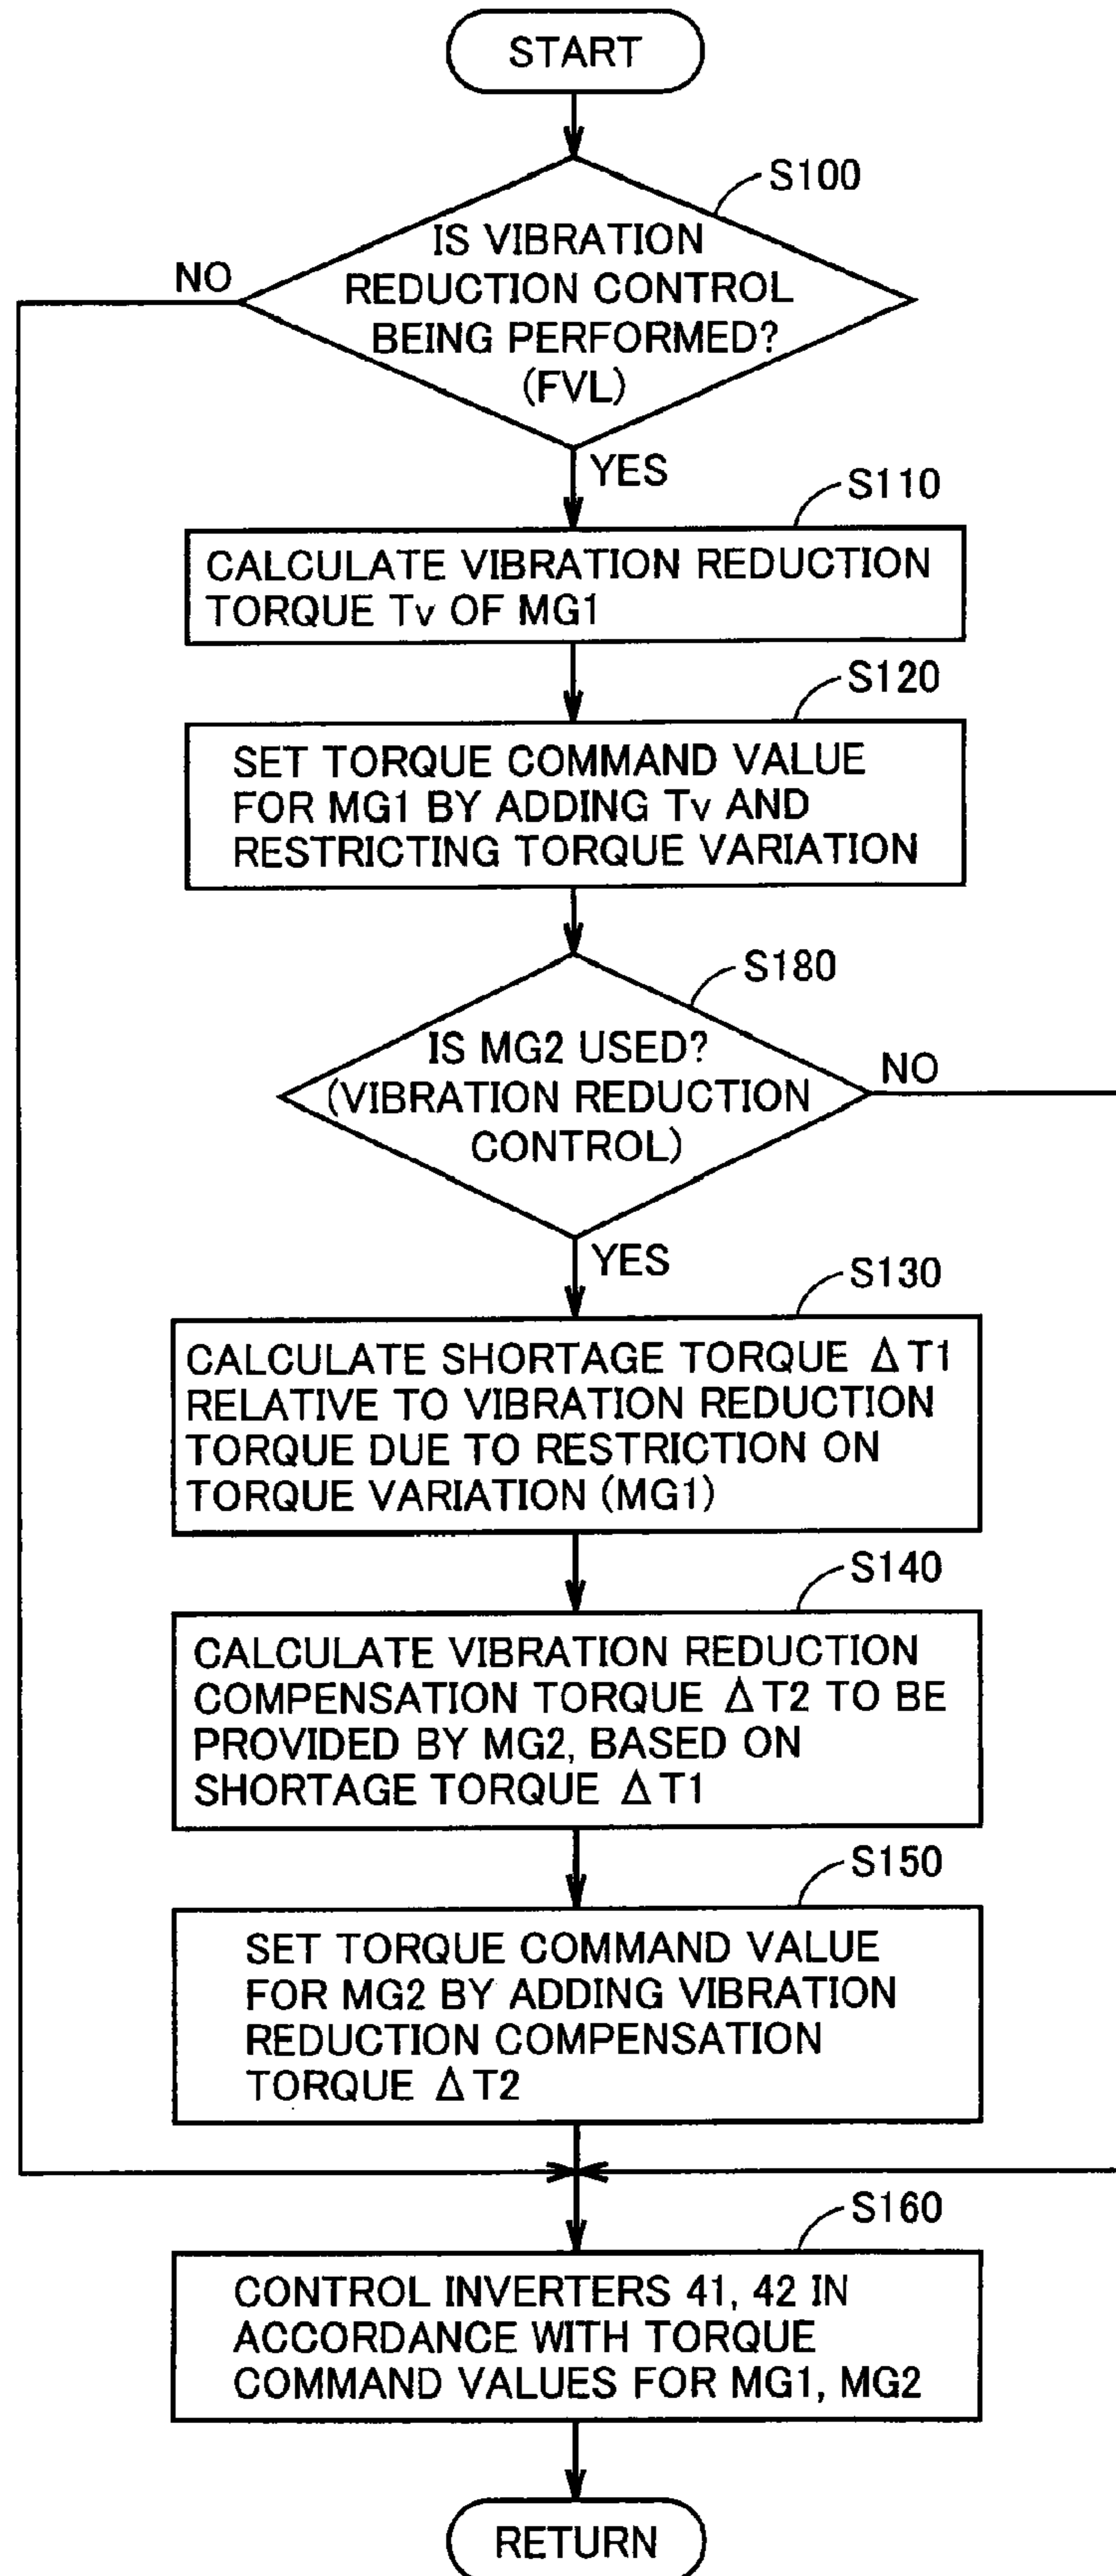 START
S100
IS VIBRATION
REDUCTION CONTROL
BEING PERFORMED?
(FVL)
NO
YES
S110
CALCULATE VIBRATION REDUCTION
TORQUE Tv OF MG1
S120
SET TORQUE COMMAND VALUE
FOR MG1 BY ADDING Tv AND
RESTRICTING TORQUE VARIATION
S180
IS MG2 USED?
(VIBRATION REDUCTION
CONTROL)
NO
YES
S130
CALCULATE SHORTAGE TORQUE ΔT1
RELATIVE TO VIBRATION REDUCTION
TORQUE DUE TO RESTRICTION ON
TORQUE VARIATION (MG1)
S140
CALCULATE VIBRATION REDUCTION
COMPENSATION TORQUE ΔT2 TO BE
PROVIDED BY MG2, BASED ON
SHORTAGE TORQUE ΔT1
S150
SET TORQUE COMMAND VALUE
FOR MG2 BY ADDING VIBRATION
REDUCTION COMPENSATION
TORQUE ΔT2
S160
CONTROL INVERTERS 41, 42 IN
ACCORDANCE WITH TORQUE
COMMAND VALUES FOR MG1, MG2
RETURN